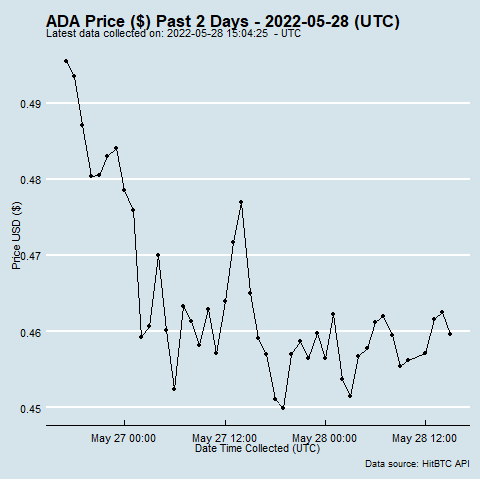 ADA Price ($) Past 2 Days - 2022-05-28 (UTC)
Latest data collected on: 2022-05-28 15:04:25 - UTC
0.49
0.48
0.47
0.46
0.45
Price USD ($)
May 27 00:00
May 27 12:00
May 28 00:00
May 28 12:00
Date Time Collected (UTC)
Data source: HitBTC API